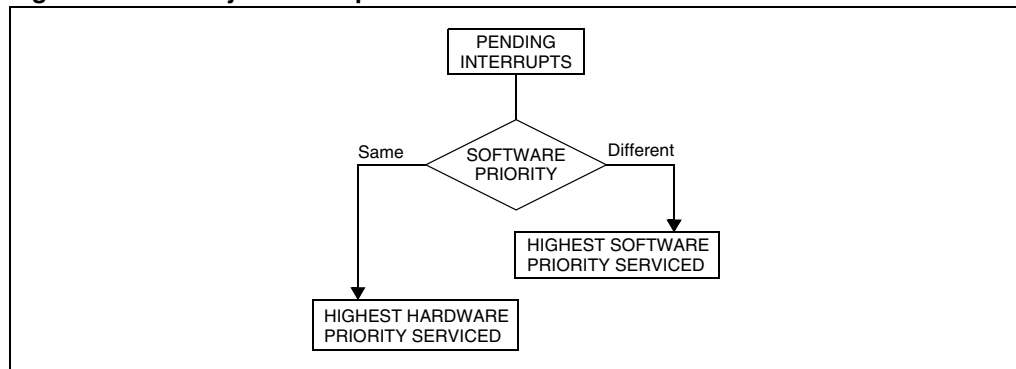 PENDING
INTERRUPTS
SOFTWARE
PRIORITY
Same
Different
HIGHEST SOFTWARE
PRIORITY SERVICED
HIGHEST HARDWARE
PRIORITY SERVICED